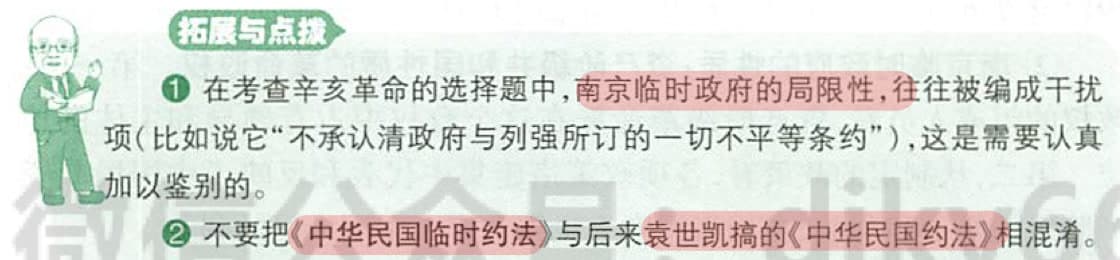 拓展与点拨
❶ 在考查辛亥革命的选择题中,南京临时政府的局限性,往往被编成干扰
项(比如说它“不承认清政府与列强所订的一切不平等条约”),这是需要认真
加以鉴别的。
❷ 不要把《中华民国临时约法》与后来袁世凯搞的《中华民国约法》相混淆。
微信公众号: djky66